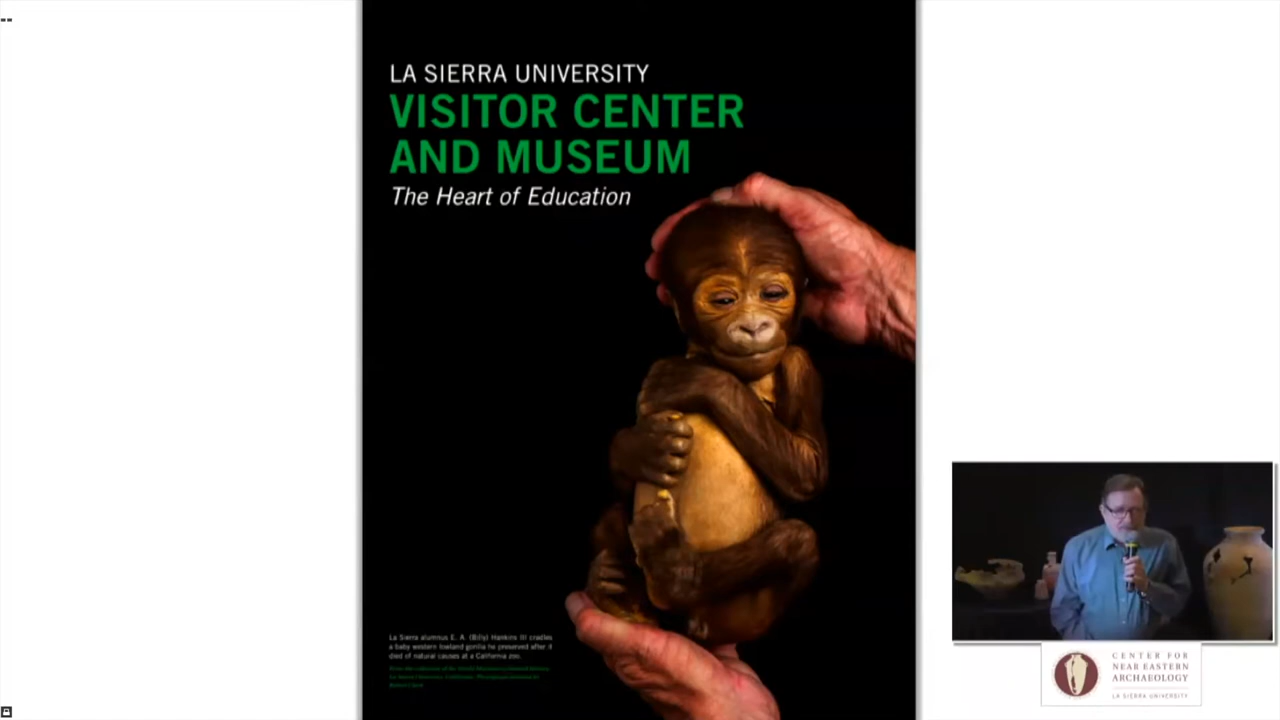 LA SIERRA UNIVERSITY
VISITOR CENTER
AND MUSEUM
The Heart of Education
La Sierra alumnus E. A. (Billy) Hankins III cradles
a baby western lowland gorilla he preserved after it
died of natural causes at a California zoo.
CENTER FOR
NEAR EASTERN
ARCHAEOLOGY
LA SIERRA UNIVERSITY